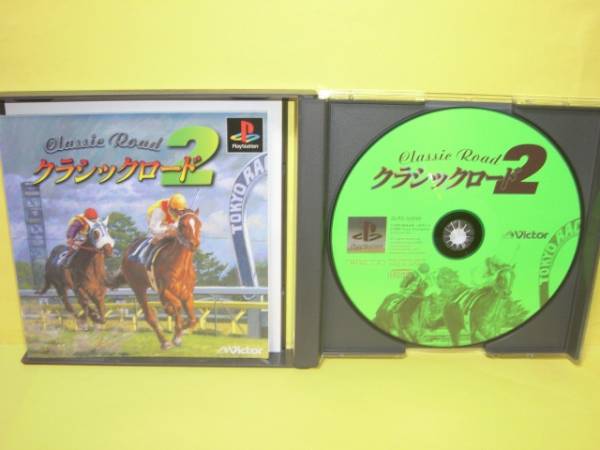 Classic Road
クラシックロード2
PlayStation
TOKYO RAC
Victor
Classic Road
クラシックロード2
Victor
TOKYO RA